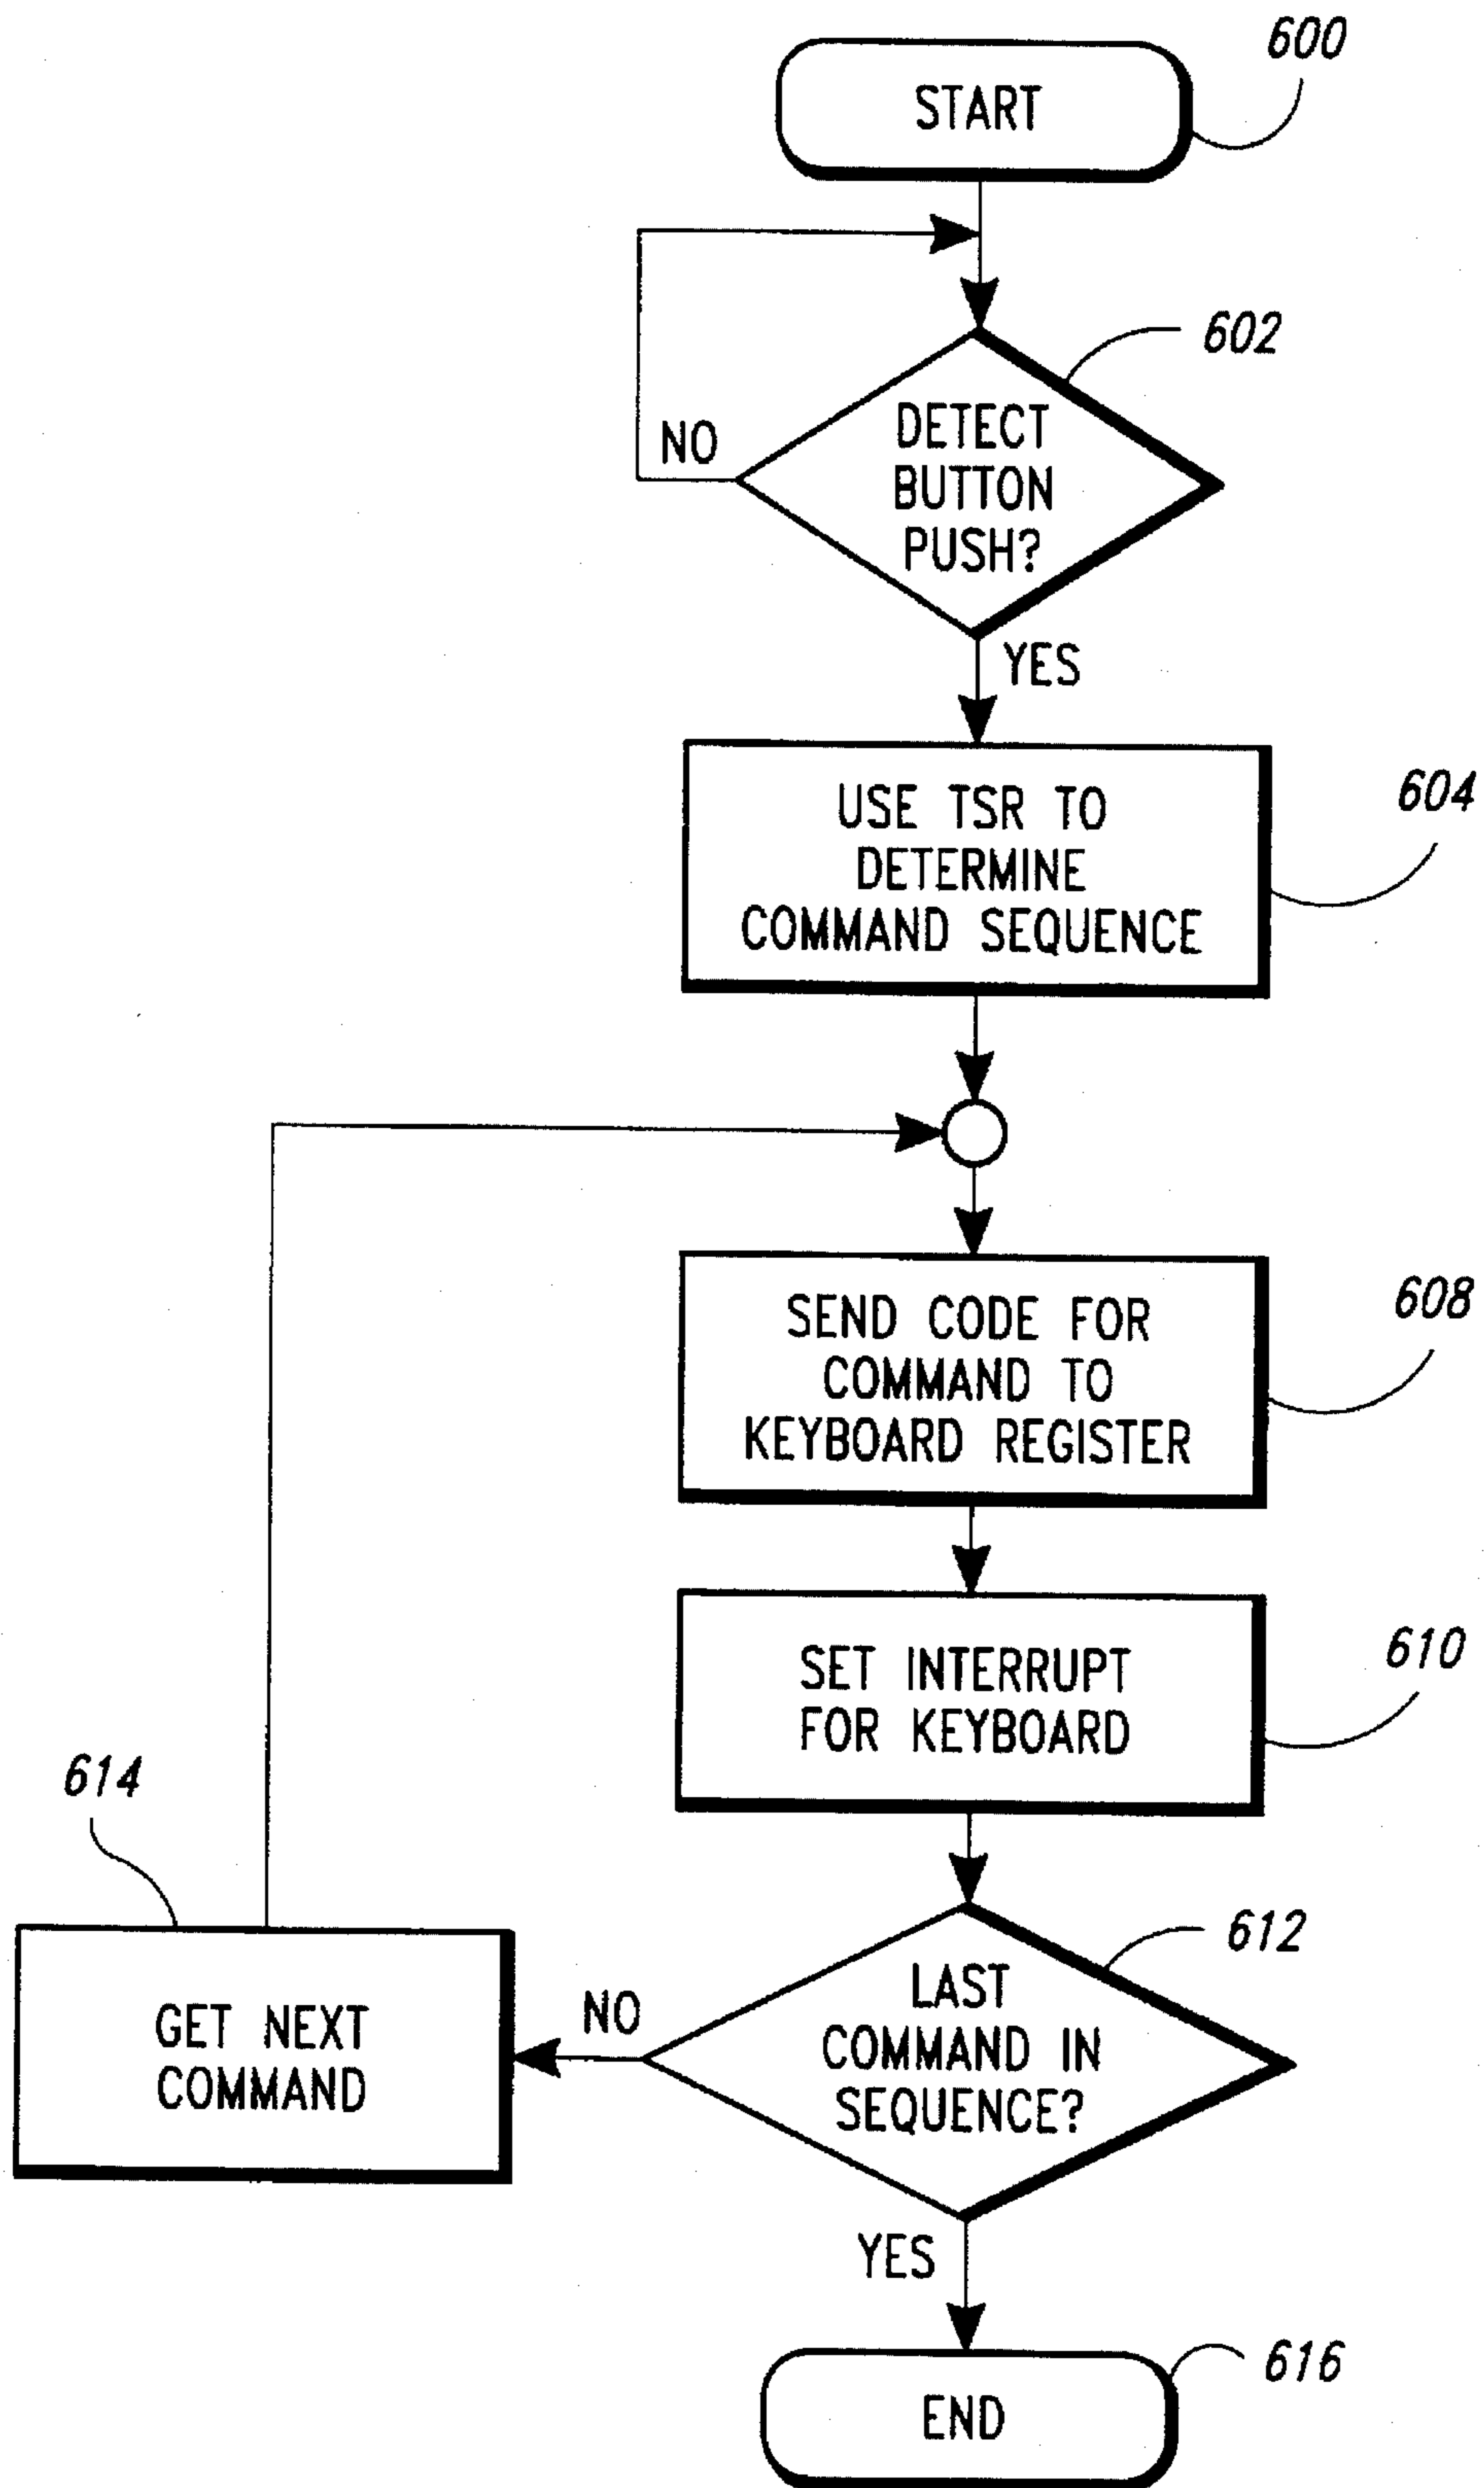 START
600
602
DETECT
BUTTON
PUSH?
NO
YES
USE TSR TO
DETERMINE
COMMAND SEQUENCE
604
SEND CODE FOR
COMMAND TO
KEYBOARD REGISTER
608
SET INTERRUPT
FOR KEYBOARD
610
614
GET NEXT
COMMAND
NO
612
LAST
COMMAND IN
SEQUENCE?
YES
END
616